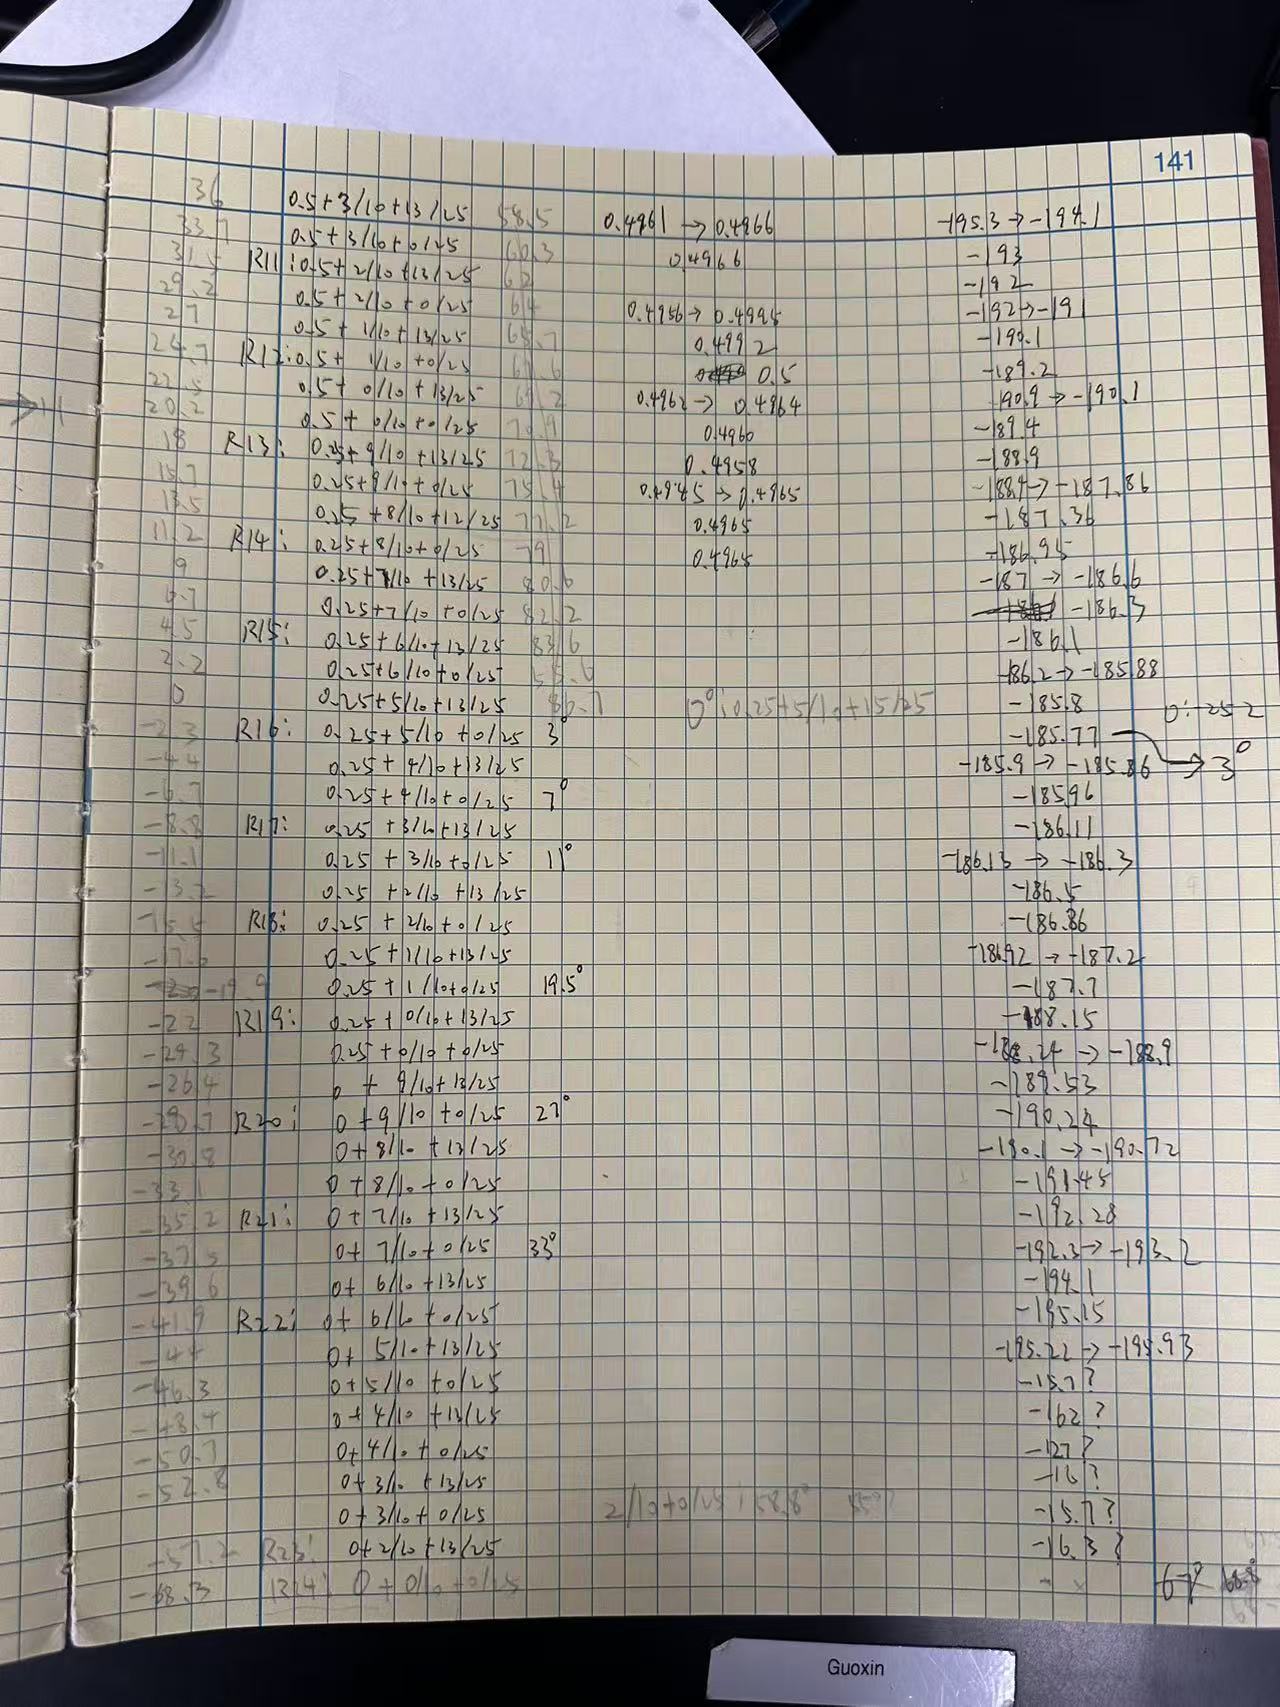 141
36 0.5+3/10+13/25 58.5 0.4961 → 0.4966 -195.3 → -194.1
33.7 0.5+3/10+0/25 60.3 0.4966 -193
31.5 R11: 0.5+2/10+13/25 62 -192
29.2 0.5+2/10+0/25 64 0.4956 → 0.4995 -192 → -191
27 0.5+1/10+13/25 65.7 0.4992 -190.1
24.7 R12: 0.5+1/10+0/25 0.5 -189.2
22.5 0.5+0/10+13/25 0.4962 → 0.4964 -190.9 → -190.1
20.2 0.5+0/10+0/25 70.9 0.4960 -189.4
18 R13: 0.25+9/10+13/25 72.3 0.4958 -188.9
15.7 0.25+9/10+0/25 75.4 0.4945 → 0.4965 -188.4 → -187.86
13.5 0.25+8/10+12/25 77.2 0.4965 -187.36
11.2 R14: 0.25+8/10+0/25 79 0.4965 -186.95
9 0.25+7/10+13/25 80.6 -187 → -186.6
6.7 0.25+7/10+0/25 82.2 -186.3
4.5 R15: 0.25+6/10+13/25 83.6 -186.1
2.2 0.25+6/10+0/25 -186.2 → -185.88
0 0.25+5/10+13/25 86.7 0°: 0.25+5/10+15/25 -185.8 0: -25.2
-2.3 R16: 0.25+5/10+0/25 3° -185.77 → 3°
-4.4 0.25+4/10+13/25 -185.9 → -185.86
-6.7 0.25+4/10+0/25 7° -185.96
-8.8 R17: 0.25+3/10+13/25 -186.11
-11.1 0.25+3/10+0/25 11° -186.13 → -186.3
-13.2 0.25+2/10+13/25 -186.5
-15.5 R18: 0.25+2/10+0/25 -186.86
-17.6 0.25+1/10+13/25 -186.92 → -187.2
-19.9 0.25+1/10+0/25 19.5° -187.7
-22 R19: 0.25+0/10+13/25 -188.15
-24.3 0.25+0/10+0/25 -188.24 → -188.9
-26.4 0+9/10+13/25 -189.53
-28.7 R20: 0+9/10+0/25 27° -190.24
-30.8 0+8/10+13/25 -190.1 → -190.72
-33.1 0+8/10+0/25 -191.45
-35.2 R21: 0+7/10+13/25 -192.28
-37.5 0+7/10+0/25 33° -192.3 → -193.2
-39.6 0+6/10+13/25 -194.1
-41.9 R22: 0+6/10+0/25 -195.15
-44 0+5/10+13/25 -195.22 → -195.93
-46.3 0+5/10+0/25 -15.7?
-48.4 0+4/10+13/25 -162?
-50.7 0+4/10+0/25 -127?
-52.8 0+3/10+13/25 -16?
0+3/10+0/25 2/10+0/25: 58.8° -15.7?
-57.2 R23: 0+2/10+13/25 -16.3?
-68.3 R24: 0+0/10+0/25 - × 67° 68.8
Guoxin